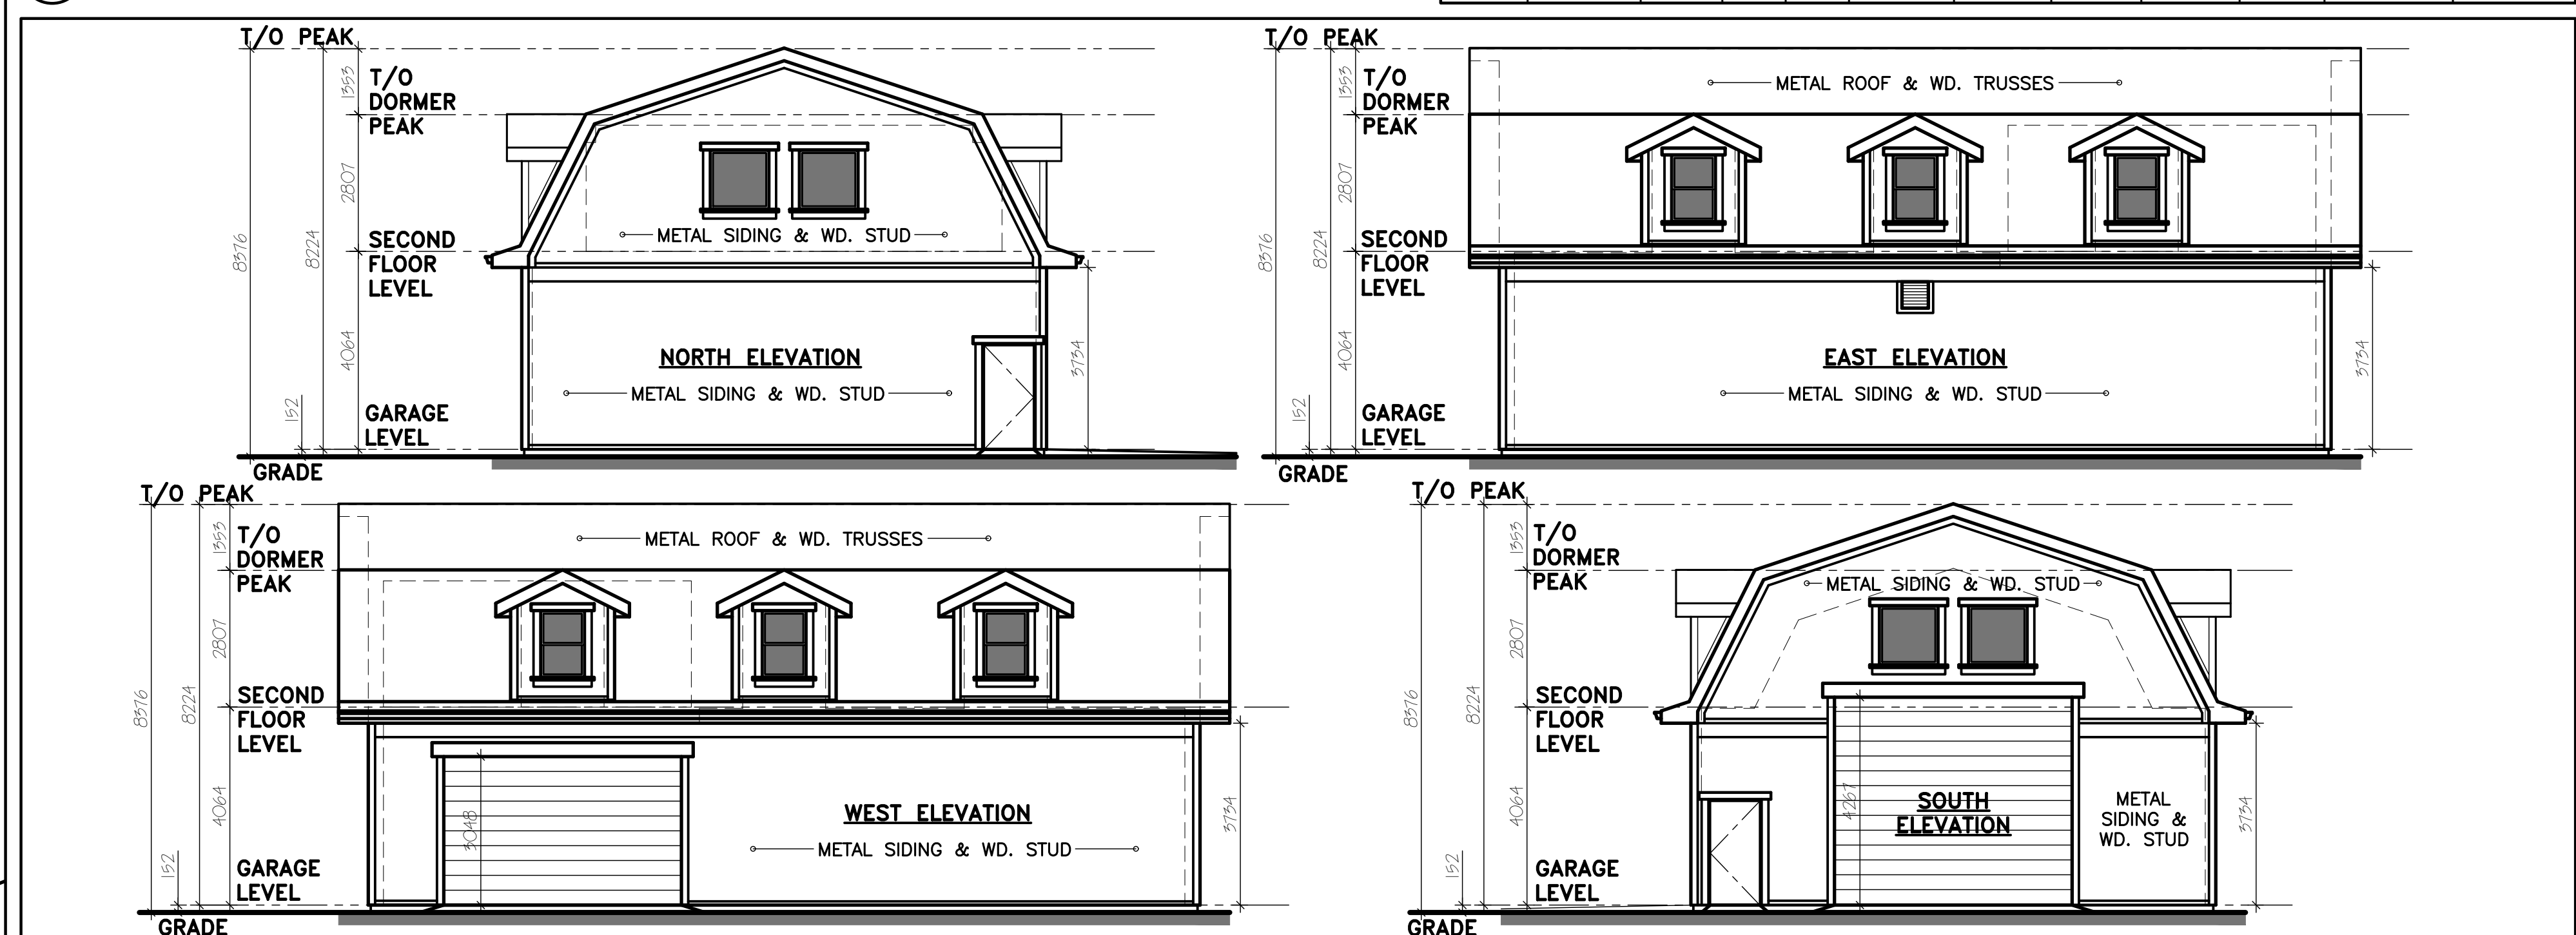 T/O PEAK
1353
T/O
DORMER
PEAK
2807
8376
8224
SECOND
FLOOR
LEVEL
METAL SIDING & WD. STUD
4064
3734
NORTH ELEVATION
METAL SIDING & WD. STUD
152
GARAGE
LEVEL
GRADE
T/O PEAK
1353
T/O
DORMER
PEAK
METAL ROOF & WD. TRUSSES
2807
8376
8224
SECOND
FLOOR
LEVEL
4064
3734
EAST ELEVATION
METAL SIDING & WD. STUD
152
GARAGE
LEVEL
GRADE
T/O PEAK
1353
T/O
DORMER
PEAK
METAL ROOF & WD. TRUSSES
2807
8376
8224
SECOND
FLOOR
LEVEL
4064
3048
3734
WEST ELEVATION
METAL SIDING & WD. STUD
152
GARAGE
LEVEL
GRADE
T/O PEAK
1353
T/O
DORMER
PEAK
METAL SIDING & WD. STUD
2807
8376
8224
SECOND
FLOOR
LEVEL
4064
4267
3734
SOUTH
ELEVATION
METAL
SIDING &
WD. STUD
152
GARAGE
LEVEL
GRADE